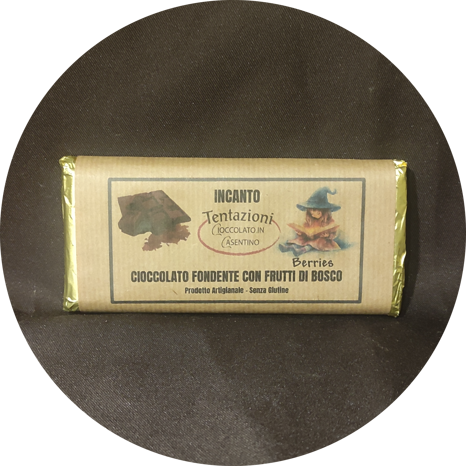 INCANTO
Tentazioni
CIOCCOLATO IN
CASENTINO
Berries
CIOCCOLATO FONDENTE CON FRUTTI DI BOSCO
Prodotto Artigianale - Senza Glutine